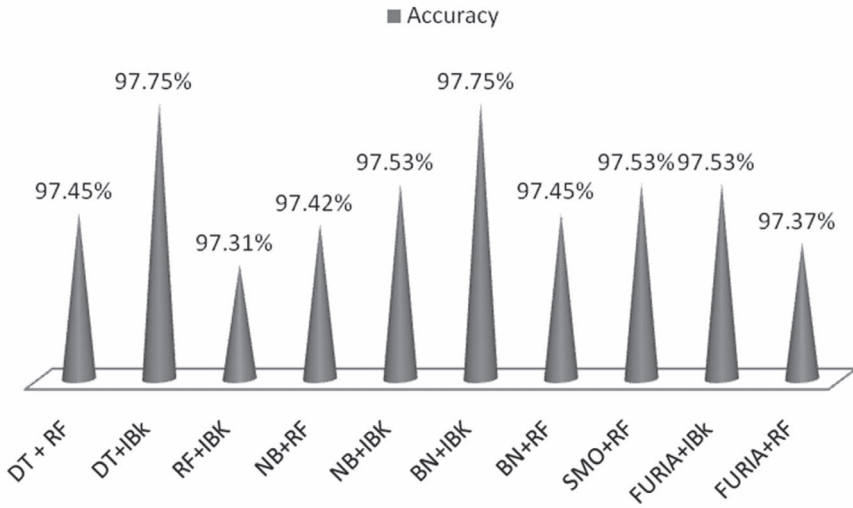 Accuracy
97.75% 97.75%
97.53% 97.53% 97.53%
97.45% 97.42% 97.45%
97.31% 97.37%
DT + RF
DT+IBk
RF+IBK
NB+RF
NB+IBK
BN+IBK
BN+RF
SMO+RF
FURIA+IBk
FURIA+RF